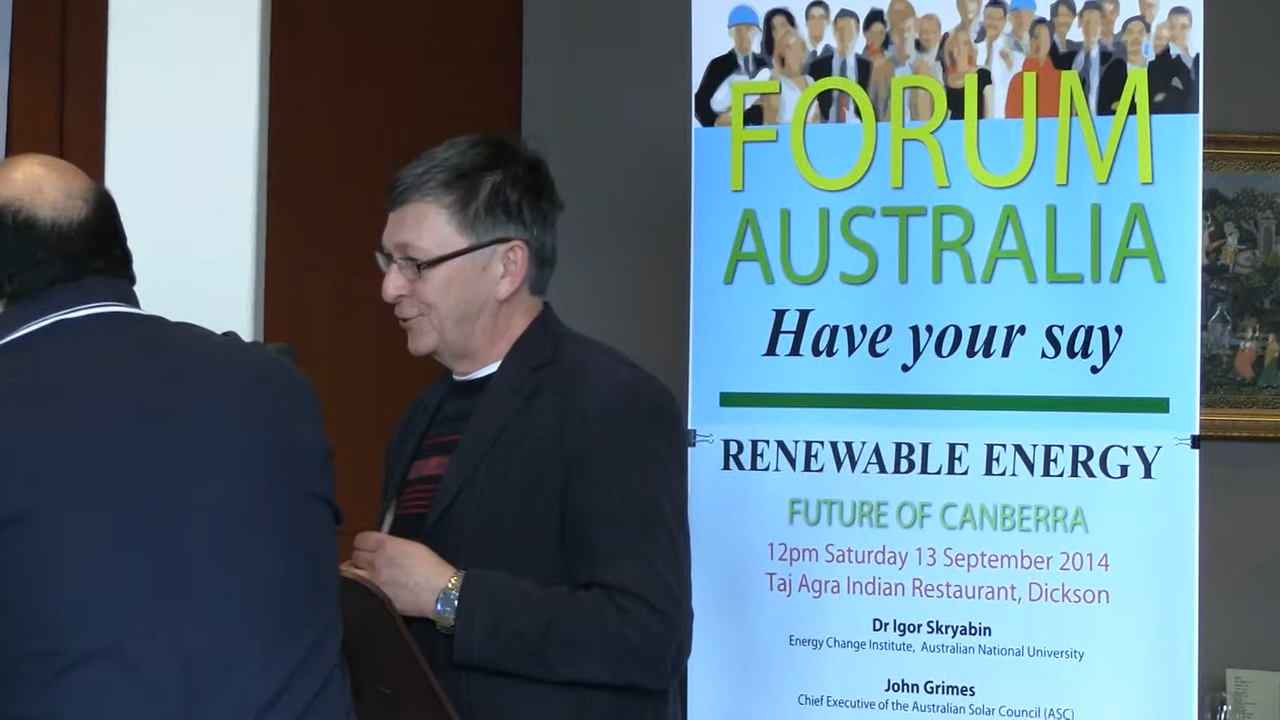 FORUM
AUSTRALIA
Have your say
RENEWABLE ENERGY
FUTURE OF CANBERRA
12pm Saturday 13 September 2014
Taj Agra Indian Restaurant, Dickson
Dr Igor Skryabin
Energy Change Institute, Australian National University
John Grimes
Chief Executive of the Australian Solar Council (ASC)